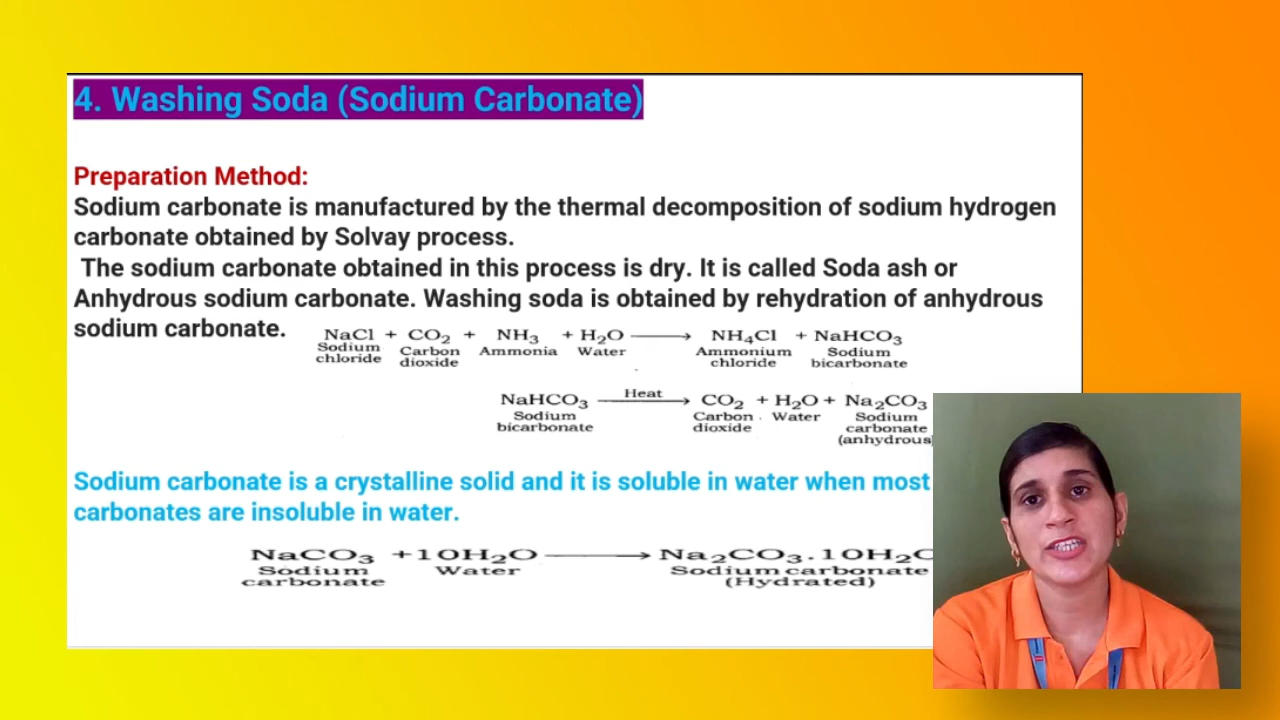 4. Washing Soda (Sodium Carbonate)
Preparation Method:
Sodium carbonate is manufactured by the thermal decomposition of sodium hydrogen
carbonate obtained by Solvay process.
The sodium carbonate obtained in this process is dry. It is called Soda ash or
Anhydrous sodium carbonate. Washing soda is obtained by rehydration of anhydrous
sodium carbonate.
NaCl + CO₂ + NH₃ + H₂O ⟶ NH₄Cl + NaHCO₃
Sodium Carbon Ammonia Water Ammonium Sodium
chloride dioxide chloride bicarbonate
Heat
NaHCO₃ ⟶ CO₂ + H₂O + Na₂CO₃
Sodium Carbon Water Sodium
bicarbonate dioxide carbonate
(anhydrous)
Sodium carbonate is a crystalline solid and it is soluble in water when most
carbonates are insoluble in water.
NaCO₃ +10H₂O ⟶ Na₂CO₃.10H₂O
Sodium Water Sodium carbonate
carbonate (Hydrated)